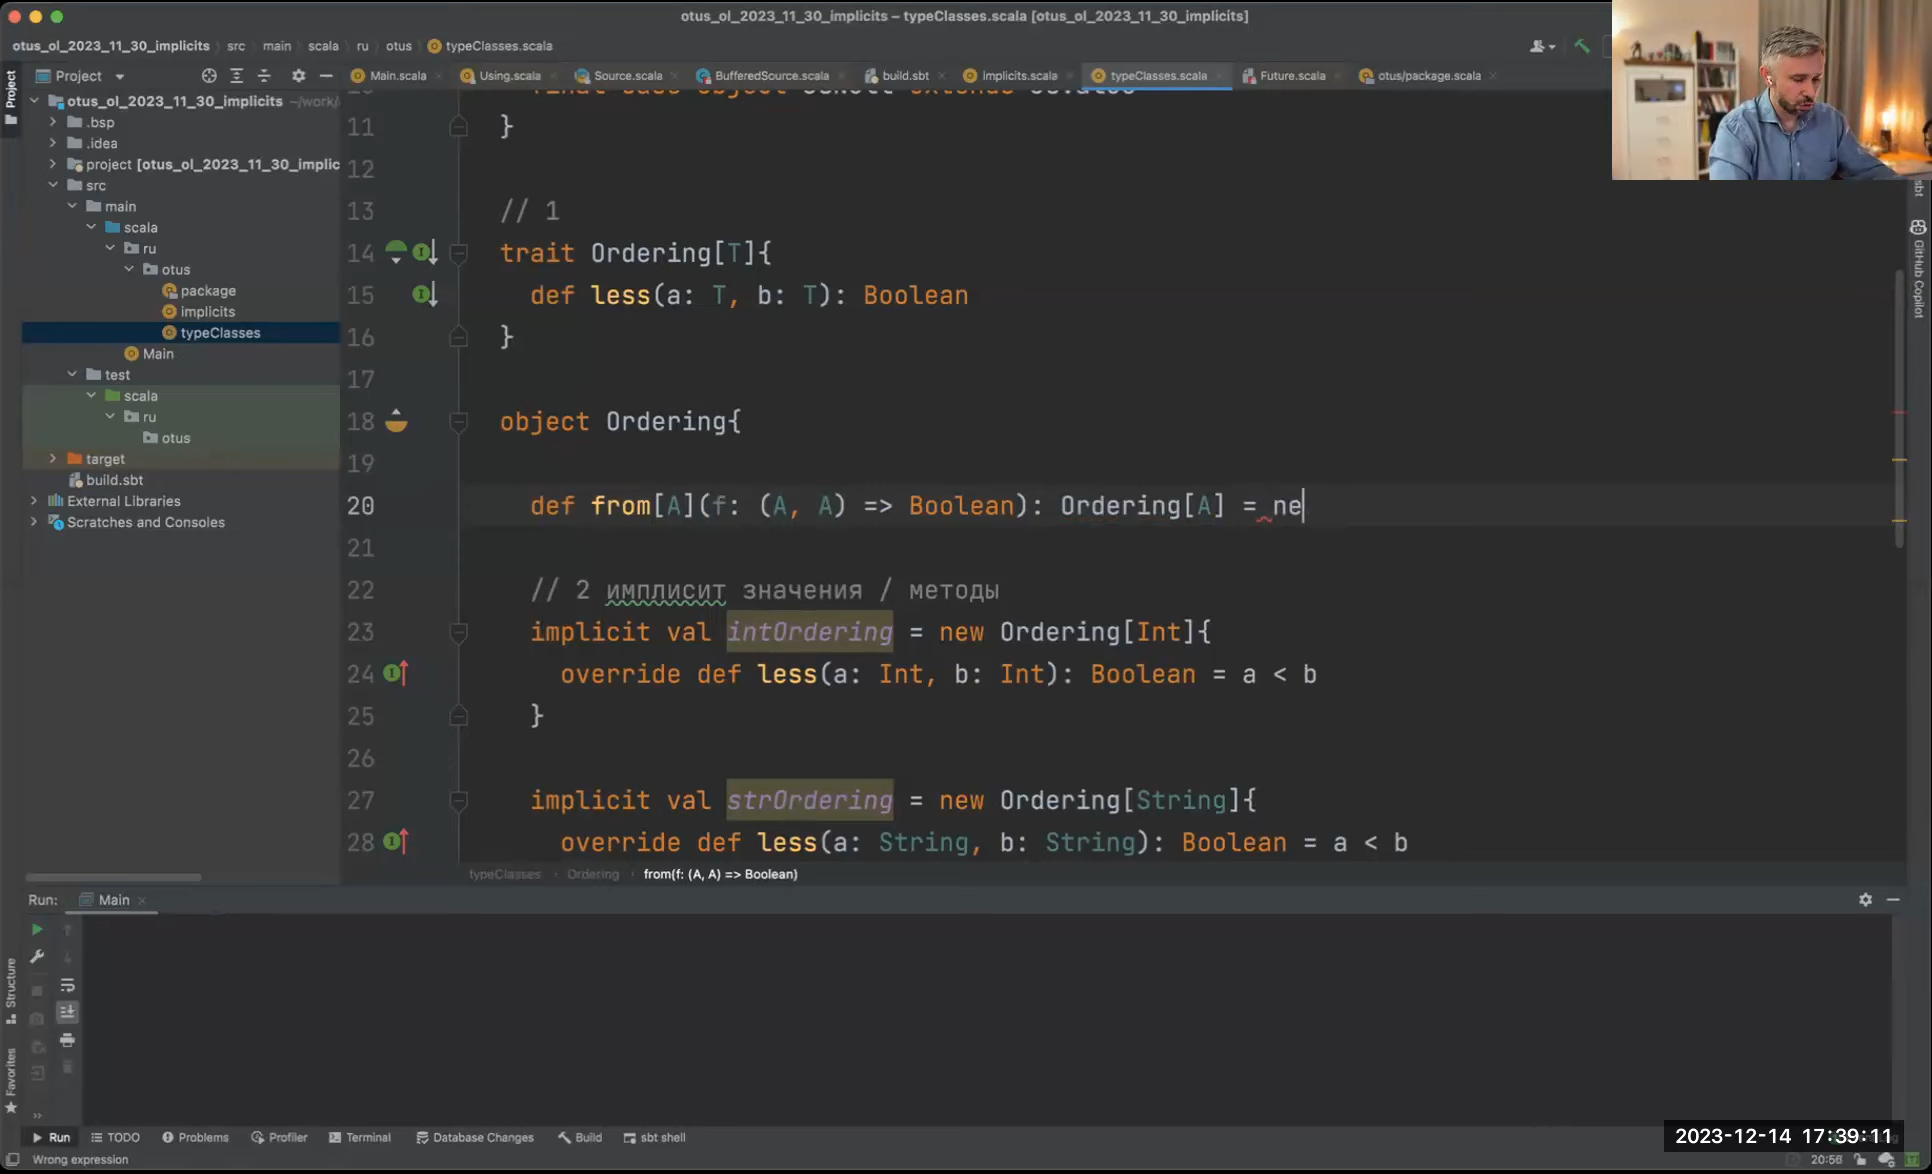 otus_ol_2023_11_30_implicits – typeClasses.scala [otus_ol_2023_11_30_implicits]
otus_ol_2023_11_30_implicits src main scala ru otus typeClasses.scala
Project
Project
Main.scala Using.scala Source.scala BufferedSource.scala build.sbt implicits.scala typeClasses.scala Future.scala otus/package.scala
otus_ol_2023_11_30_implicits ~/work/
.bsp
.idea
project [otus_ol_2023_11_30_implic
src
main
scala
ru
otus
package
implicits
typeClasses
Main
test
scala
ru
otus
target
build.sbt
External Libraries
Scratches and Consoles
11 }
12
13 // 1
14 trait Ordering[T]{
15 def less(a: T, b: T): Boolean
16 }
17
18 object Ordering{
19
20 def from[A](f: (A, A) => Boolean): Ordering[A] = ne
21
22 // 2 имплисит значения / методы
23 implicit val intOrdering = new Ordering[Int]{
24 override def less(a: Int, b: Int): Boolean = a < b
25 }
26
27 implicit val strOrdering = new Ordering[String]{
28 override def less(a: String, b: String): Boolean = a < b
typeClasses Ordering from(f: (A, A) => Boolean)
sbt
GitHub Copilot
Run: Main
Structure
Favorites
Run TODO Problems Profiler Terminal Database Changes Build sbt shell
Wrong expression
2023-12-14 17:39:11
20:56